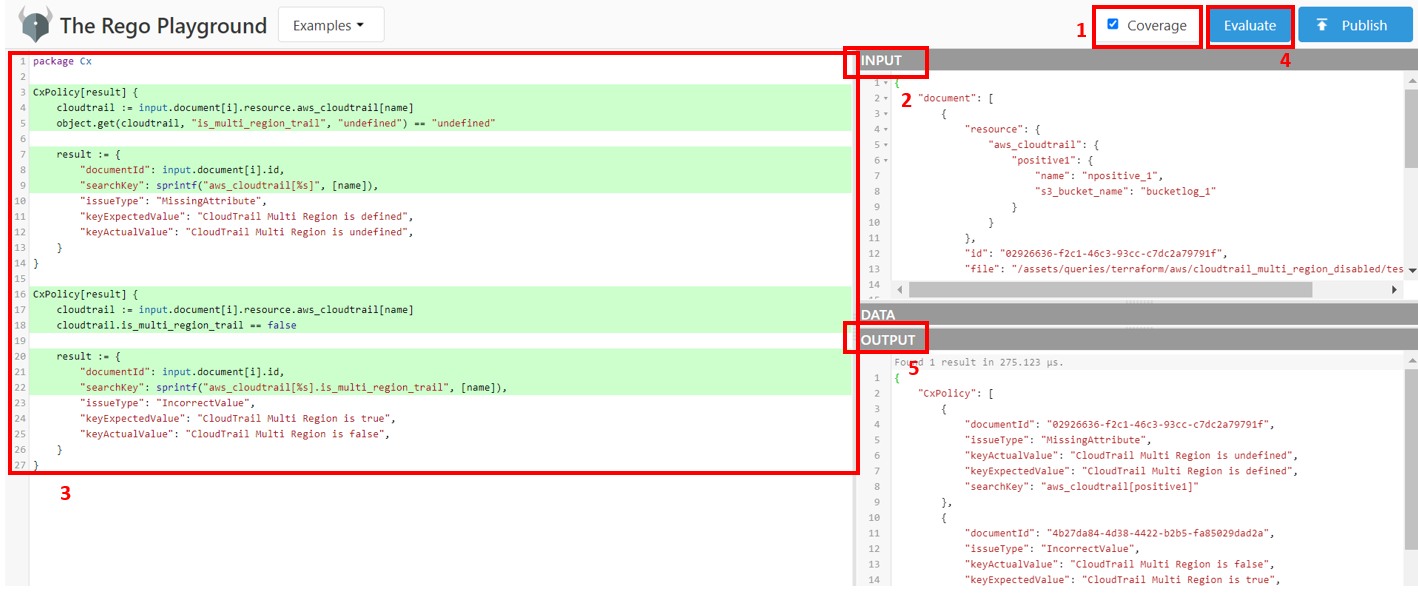 The Rego Playground
Examples
1
Coverage
Evaluate
Publish
4
1 package Cx
2
3 CxPolicy[result] {
4     cloudtrail := input.document[i].resource.aws_cloudtrail[name]
5     object.get(cloudtrail, "is_multi_region_trail", "undefined") == "undefined"
6
7     result := {
8         "documentId": input.document[i].id,
9         "searchKey": sprintf("aws_cloudtrail[%s]", [name]),
10         "issueType": "MissingAttribute",
11         "keyExpectedValue": "CloudTrail Multi Region is defined",
12         "keyActualValue": "CloudTrail Multi Region is undefined",
13     }
14 }
15
16 CxPolicy[result] {
17     cloudtrail := input.document[i].resource.aws_cloudtrail[name]
18     cloudtrail.is_multi_region_trail == false
19
20     result := {
21         "documentId": input.document[i].id,
22         "searchKey": sprintf("aws_cloudtrail[%s].is_multi_region_trail", [name]),
23         "issueType": "IncorrectValue",
24         "keyExpectedValue": "CloudTrail Multi Region is true",
25         "keyActualValue": "CloudTrail Multi Region is false",
26     }
27 }
3
INPUT
2
1 {
2     "document": [
3         {
4             "resource": {
5                 "aws_cloudtrail": {
6                     "positive1": {
7                         "name": "npositive_1",
8                         "s3_bucket_name": "bucketlog_1"
9                     }
10                 }
11             },
12             "id": "02926636-f2c1-46c3-93cc-c7dc2a79791f",
13             "file": "/assets/queries/terraform/aws/cloudtrail_multi_region_disabled/tes
14
DATA
OUTPUT
5
Found 1 result in 275.123 µs.
1 {
2     "CxPolicy": [
3         {
4             "documentId": "02926636-f2c1-46c3-93cc-c7dc2a79791f",
5             "issueType": "MissingAttribute",
6             "keyActualValue": "CloudTrail Multi Region is undefined",
7             "keyExpectedValue": "CloudTrail Multi Region is defined",
8             "searchKey": "aws_cloudtrail[positive1]"
9         },
10         {
11             "documentId": "4b27da84-4d38-4422-b2b5-fa85029dad2a",
12             "issueType": "IncorrectValue",
13             "keyActualValue": "CloudTrail Multi Region is false",
14             "keyExpectedValue": "CloudTrail Multi Region is true",